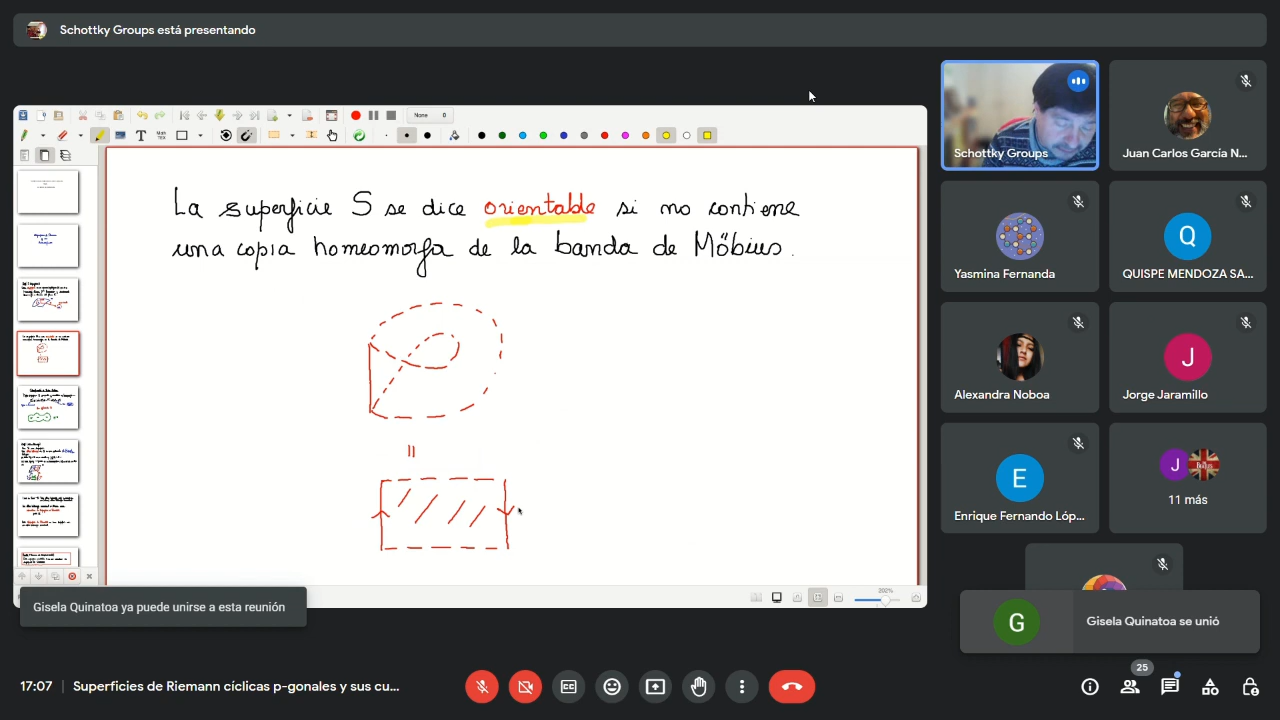 Schottky Groups está presentando
None 0
La superficie S se dice orientable si no contiene
una copia homeomorfa de la banda de Möbius.
=
202%
Gisela Quinatoa ya puede unirse a esta reunión
Schottky Groups
Juan Carlos García N...
Yasmina Fernanda
Q
QUISPE MENDOZA SA...
Alexandra Noboa
J
Jorge Jaramillo
E
Enrique Fernando Lóp...
J
11 más
G
Gisela Quinatoa se unió
17:07 | Superficies de Riemann cíclicas p-gonales y sus cu...
25